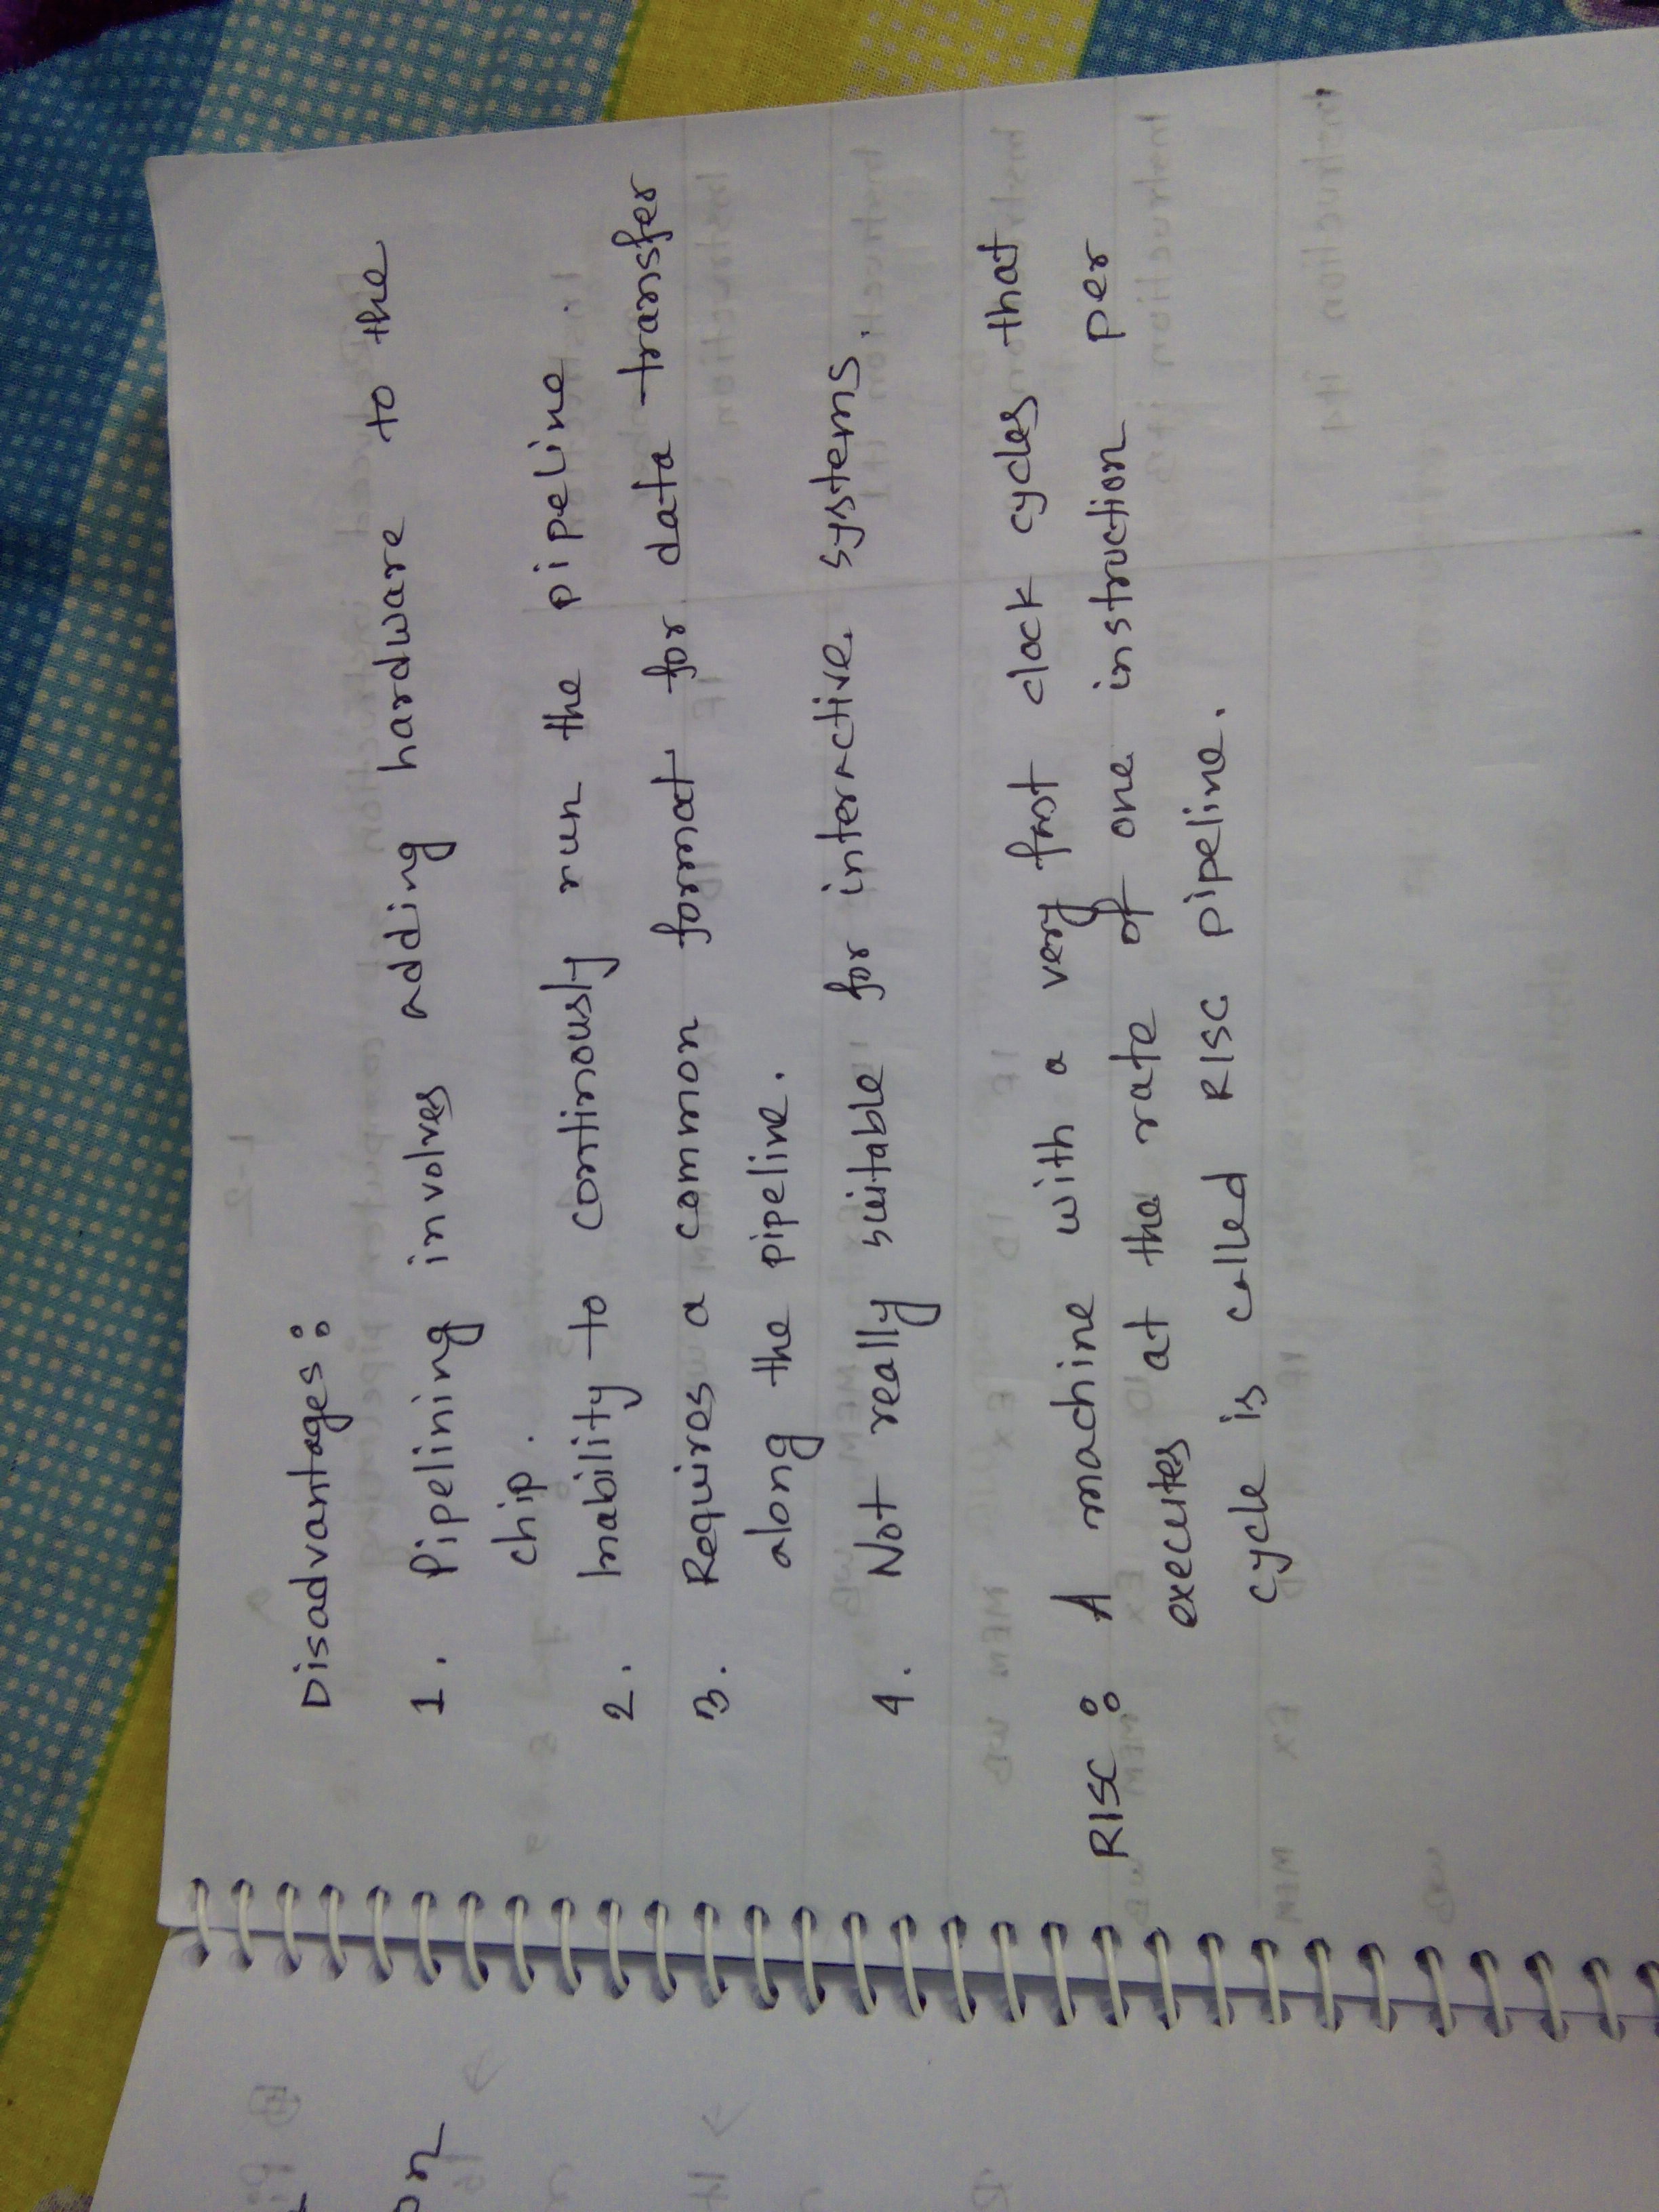 Disadvantages:
1. Pipelining involves adding hardware to the
chip.
2. Inability to continously run the pipeline.
3. Requires a common format for data transfer
along the pipeline.
4. Not really suitable for interactive systems.
RISC: A machine with a very fast clock cycles that
executes at the rate of one instruction per
cycle is called RISC pipeline.